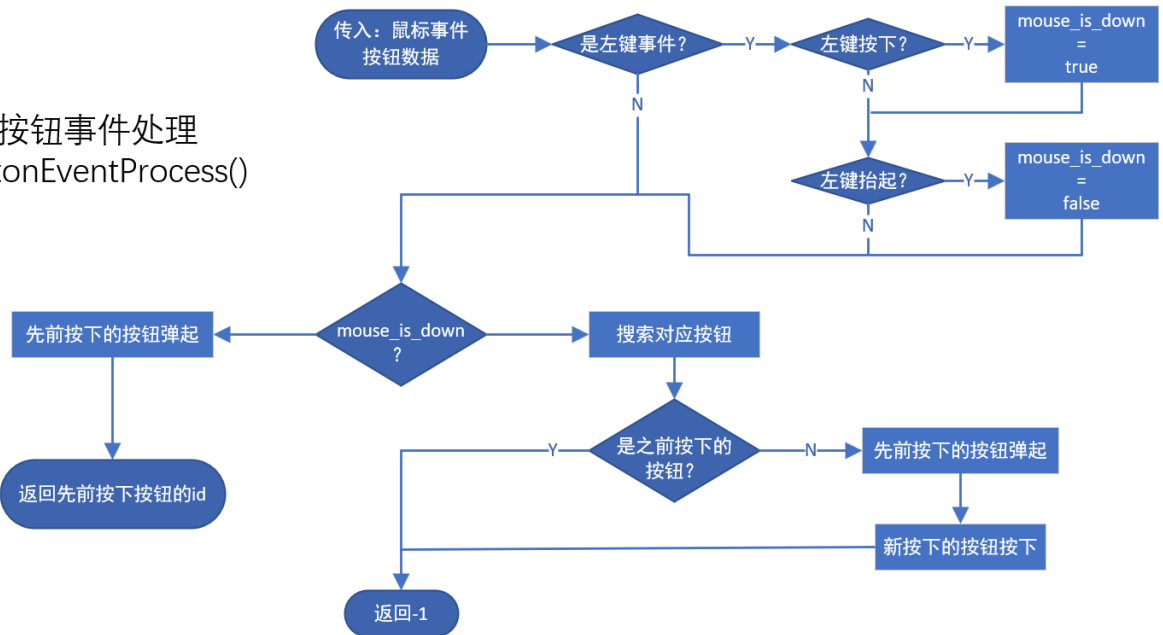 传入：鼠标事件
按钮数据
是左键事件？
Y
左键按下？
Y
mouse_is_down
=
true
N
N
按钮事件处理
tonEventProcess()
左键抬起？
Y
mouse_is_down
=
false
N
先前按下的按钮弹起
mouse_is_down
?
搜索对应按钮
Y
是之前按下的
按钮？
N
先前按下的按钮弹起
返回先前按下按钮的id
新按下的按钮按下
返回-1